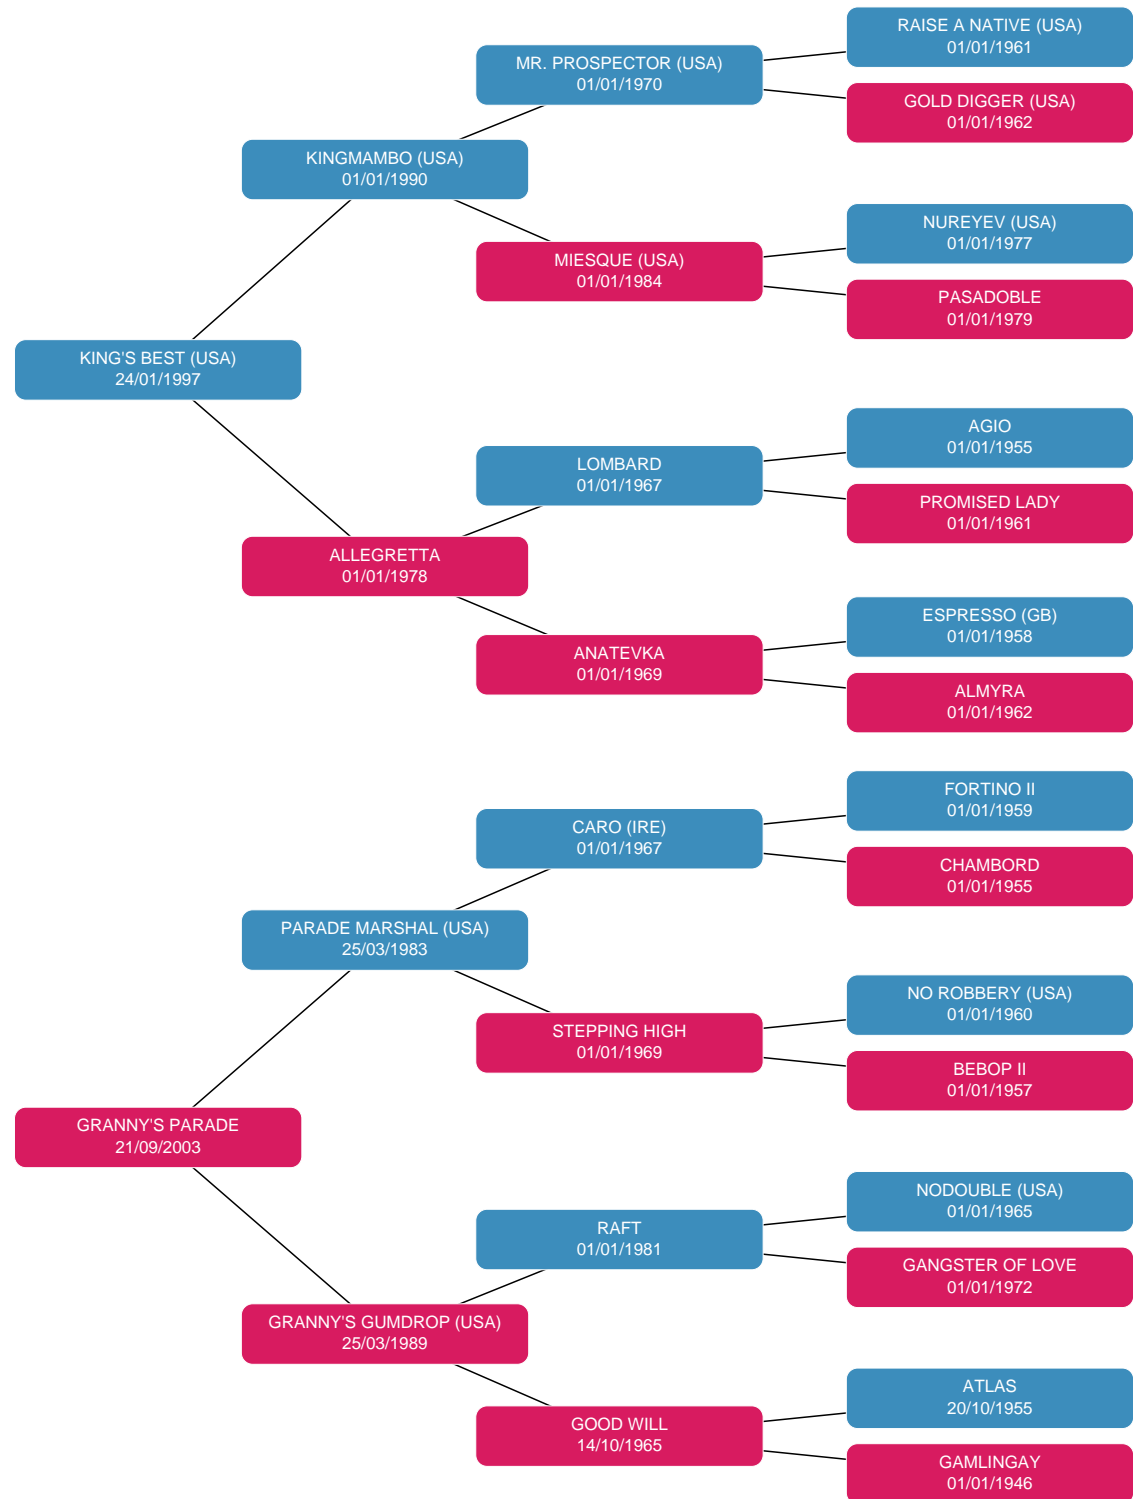 RAISE A NATIVE (USA)
01/01/1961
MR. PROSPECTOR (USA)
01/01/1970
GOLD DIGGER (USA)
01/01/1962
KINGMAMBO (USA)
01/01/1990
NUREYEV (USA)
01/01/1977
MIESQUE (USA)
01/01/1984
PASADOBLE
01/01/1979
KING'S BEST (USA)
24/01/1997
AGIO
01/01/1955
LOMBARD
01/01/1967
PROMISED LADY
01/01/1961
ALLEGRETTA
01/01/1978
ESPRESSO (GB)
01/01/1958
ANATEVKA
01/01/1969
ALMYRA
01/01/1962
FORTINO II
01/01/1959
CARO (IRE)
01/01/1967
CHAMBORD
01/01/1955
PARADE MARSHAL (USA)
25/03/1983
NO ROBBERY (USA)
01/01/1960
STEPPING HIGH
01/01/1969
BEBOP II
01/01/1957
GRANNY'S PARADE
21/09/2003
NODOUBLE (USA)
01/01/1965
RAFT
01/01/1981
GANGSTER OF LOVE
01/01/1972
GRANNY'S GUMDROP (USA)
25/03/1989
ATLAS
20/10/1955
GOOD WILL
14/10/1965
GAMLINGAY
01/01/1946